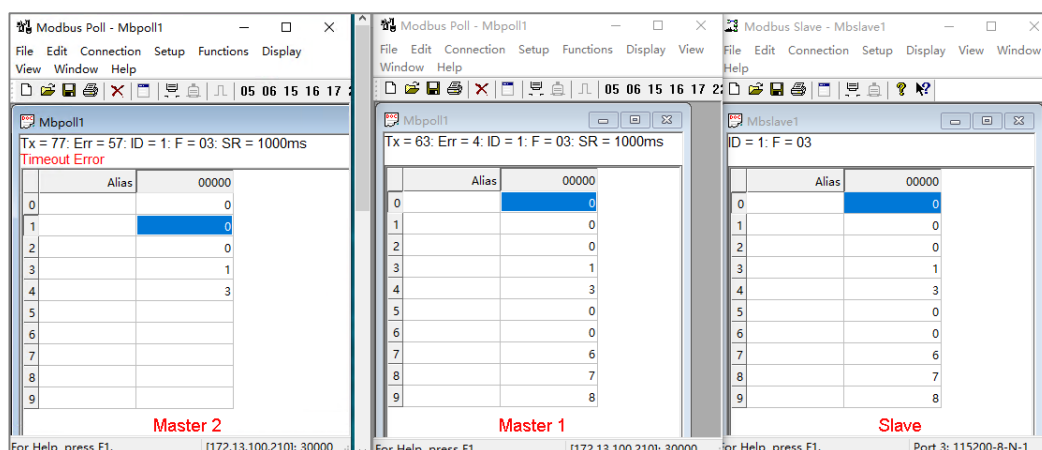 Modbus Poll - Mbpoll1
File Edit Connection Setup Functions Display
View Window Help
05 06 15 16 17
Mbpoll1
Tx = 77: Err = 57: ID = 1: F = 03: SR = 1000ms
Timeout Error
Alias 00000
0 0
1 0
2 0
3 1
4 3
5
6
7
8
9
Master 2
For Help, press F1. [172.13.100.210]: 30000
Modbus Poll - Mbpoll1
File Edit Connection Setup Functions Display View
Window Help
05 06 15 16 17
Mbpoll1
Tx = 63: Err = 4: ID = 1: F = 03: SR = 1000ms
Alias 00000
0 0
1 0
2 0
3 1
4 3
5 0
6 0
7 6
8 7
9 8
Master 1
For Help, press F1. [172.13.100.210]: 30000
Modbus Slave - Mbslave1
File Edit Connection Setup Display View Window
Help
Mbslave1
ID = 1: F = 03
Alias 00000
0 0
1 0
2 0
3 1
4 3
5 0
6 0
7 6
8 7
9 8
Slave
For Help, press F1. Port 3: 115200-8-N-1